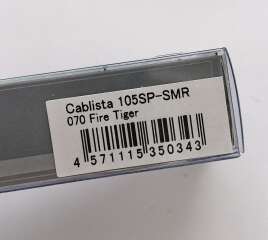 Cablista 105SP-SMR
070 Fire Tiger
4 571115 350343